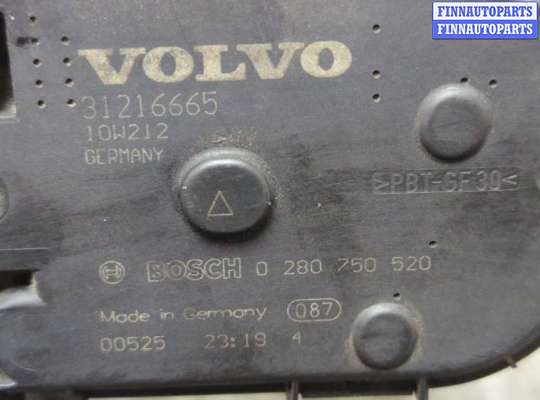 FINNAUTOPARTS
FINNAUTOPARTS
VOLVO
31216665
10W212
GERMANY
>PBT-GF30<
BOSCH 0 280 750 520
Made in Germany 087
00525 23:19 4